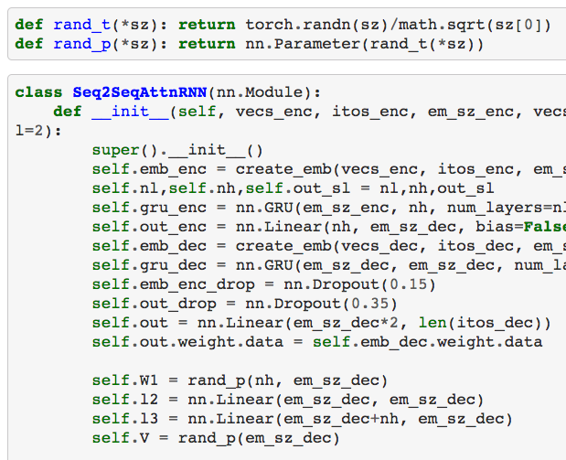 def rand_t(*sz): return torch.randn(sz)/math.sqrt(sz[0])
def rand_p(*sz): return nn.Parameter(rand_t(*sz))
class Seq2SeqAttnRNN(nn.Module):
    def __init__(self, vecs_enc, itos_enc, em_sz_enc, vecs
l=2):
        super().__init__()
        self.emb_enc = create_emb(vecs_enc, itos_enc, em_s
        self.nl,self.nh,self.out_sl = nl,nh,out_sl
        self.gru_enc = nn.GRU(em_sz_enc, nh, num_layers=nl
        self.out_enc = nn.Linear(nh, em_sz_dec, bias=False
        self.emb_dec = create_emb(vecs_dec, itos_dec, em_s
        self.gru_dec = nn.GRU(em_sz_dec, em_sz_dec, num_la
        self.emb_enc_drop = nn.Dropout(0.15)
        self.out_drop = nn.Dropout(0.35)
        self.out = nn.Linear(em_sz_dec*2, len(itos_dec))
        self.out.weight.data = self.emb_dec.weight.data
        self.W1 = rand_p(nh, em_sz_dec)
        self.l2 = nn.Linear(em_sz_dec, em_sz_dec)
        self.l3 = nn.Linear(em_sz_dec+nh, em_sz_dec)
        self.V = rand_p(em_sz_dec)